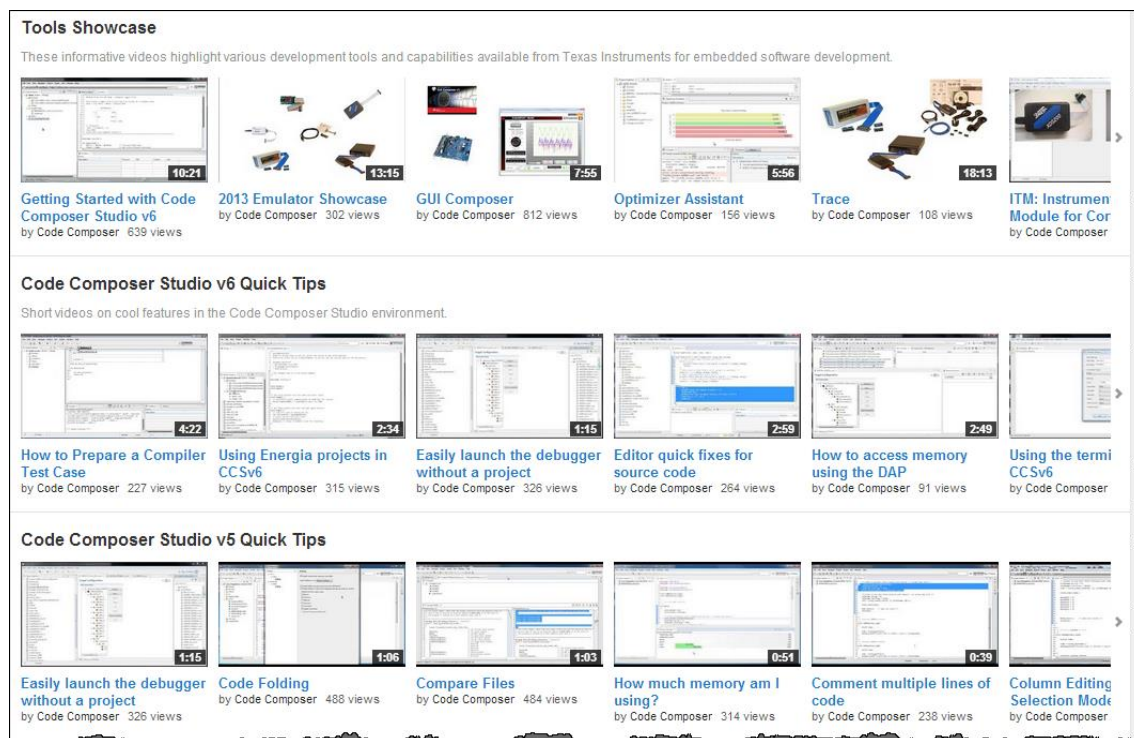 Tools Showcase
These informative videos highlight various development tools and capabilities available from Texas Instruments for embedded software development.
10:21
13:15
7:55
5:56
18:13
Getting Started with Code
Composer Studio v6
by Code Composer 639 views
2013 Emulator Showcase
by Code Composer 302 views
GUI Composer
by Code Composer 812 views
Optimizer Assistant
by Code Composer 156 views
Trace
by Code Composer 108 views
ITM: Instrumen
Module for Cor
by Code Composer
Code Composer Studio v6 Quick Tips
Short videos on cool features in the Code Composer Studio environment.
4:22
2:34
1:15
2:59
2:49
How to Prepare a Compiler
Test Case
by Code Composer 227 views
Using Energia projects in
CCSv6
by Code Composer 315 views
Easily launch the debugger
without a project
by Code Composer 326 views
Editor quick fixes for
source code
by Code Composer 264 views
How to access memory
using the DAP
by Code Composer 91 views
Using the termi
CCSv6
by Code Composer
Code Composer Studio v5 Quick Tips
1:15
1:06
1:03
0:51
0:39
Easily launch the debugger
without a project
by Code Composer 326 views
Code Folding
by Code Composer 488 views
Compare Files
by Code Composer 484 views
How much memory am I
using?
by Code Composer 314 views
Comment multiple lines of
code
by Code Composer 238 views
Column Editing
Selection Mode
by Code Composer